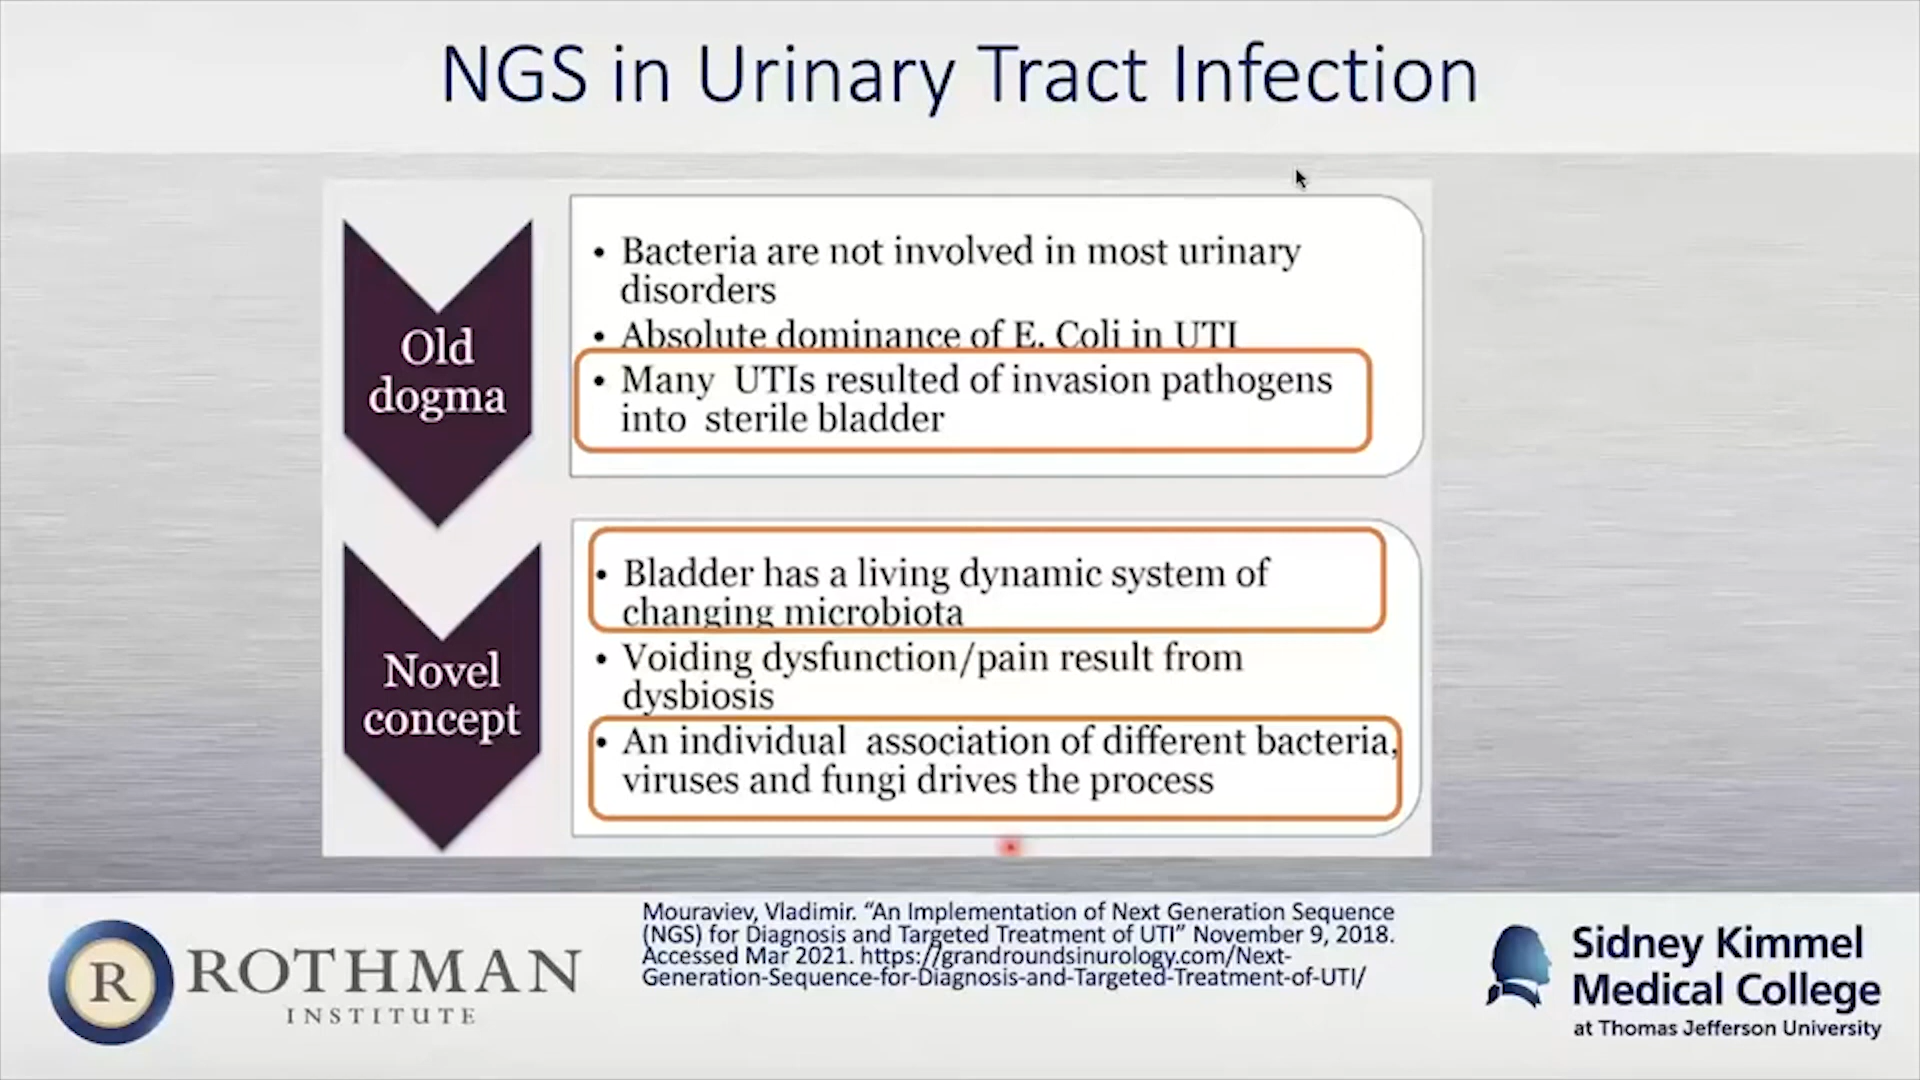 NGS in Urinary Tract Infection
Old
dogma
• Bacteria are not involved in most urinary
disorders
• Absolute dominance of E. Coli in UTI
• Many UTIs resulted of invasion pathogens
into sterile bladder
Novel
concept
• Bladder has a living dynamic system of
changing microbiota
• Voiding dysfunction/pain result from
dysbiosis
• An individual association of different bacteria,
viruses and fungi drives the process
R
ROTHMAN
INSTITUTE
Mouraviev, Vladimir. “An Implementation of Next Generation Sequence
(NGS) for Diagnosis and Targeted Treatment of UTI” November 9, 2018.
Accessed Mar 2021. https://grandroundsinurology.com/Next-
Generation-Sequence-for-Diagnosis-and-Targeted-Treatment-of-UTI/
Sidney Kimmel
Medical College
at Thomas Jefferson University